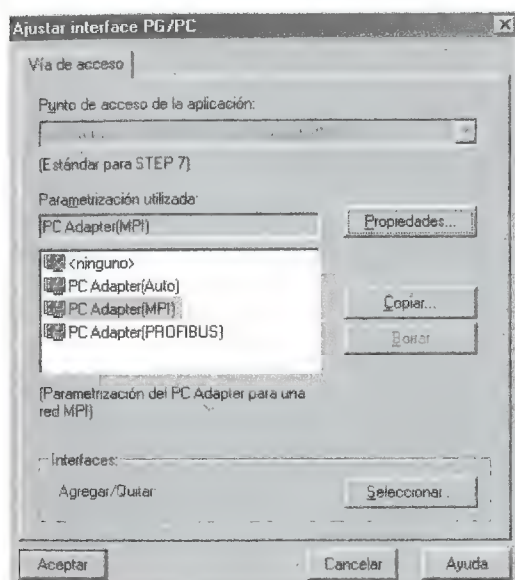 Ajustar interface PG/PC
Vía de acceso
Punto de acceso de la aplicación:
(Estándar para STEP 7)
Parametrización utilizada:
PC Adapter(MPI)
Propiedades...
<ninguno>
PC Adapter(Auto)
PC Adapter(MPI)
PC Adapter(PROFIBUS)
Copiar...
Borrar
(Parametrización del PC Adapter para una
red MPI)
Interfaces:
Agregar/Quitar
Seleccionar..
Aceptar
Cancelar
Ayuda